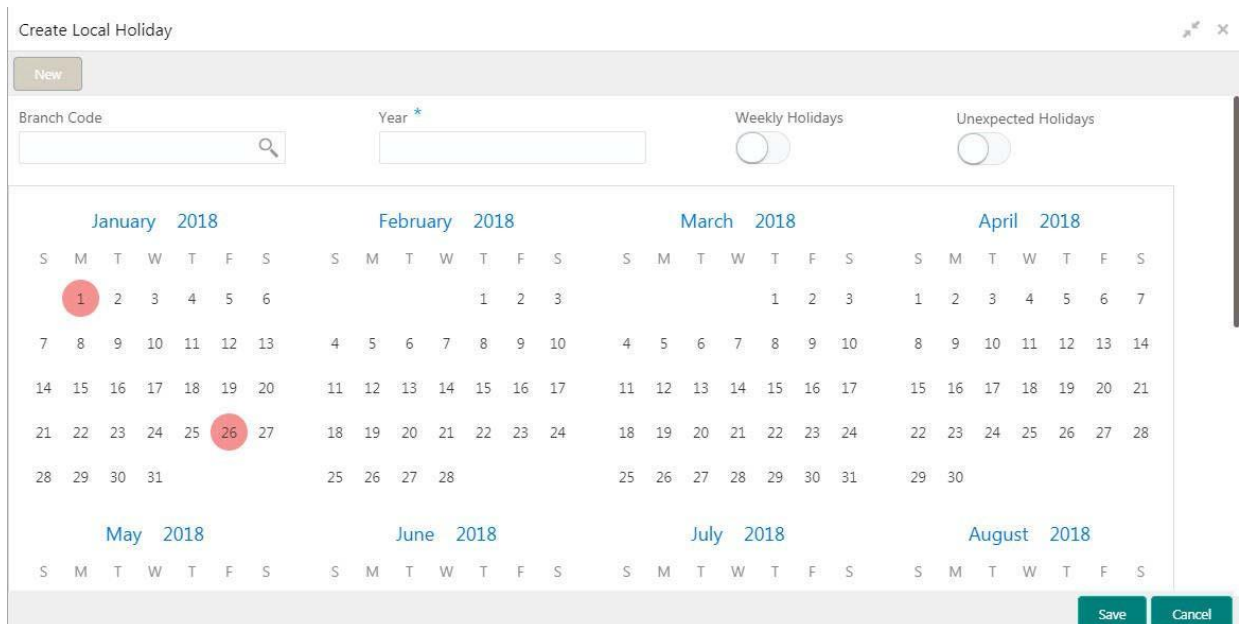 Create Local Holiday
New
Branch Code Year * Weekly Holidays Unexpected Holidays
January 2018 February 2018 March 2018 April 2018
S M T W T F S S M T W T F S S M T W T F S S M T W T F S
1 2 3 4 5 6 1 2 3 1 2 3 1 2 3 4 5 6 7
7 8 9 10 11 12 13 4 5 6 7 8 9 10 4 5 6 7 8 9 10 8 9 10 11 12 13 14
14 15 16 17 18 19 20 11 12 13 14 15 16 17 11 12 13 14 15 16 17 15 16 17 18 19 20 21
21 22 23 24 25 26 27 18 19 20 21 22 23 24 18 19 20 21 22 23 24 22 23 24 25 26 27 28
28 29 30 31 25 26 27 28 25 26 27 28 29 30 31 29 30
May 2018 June 2018 July 2018 August 2018
S M T W T F S S M T W T F S S M T W T F S S M T W T F S
Save Cancel